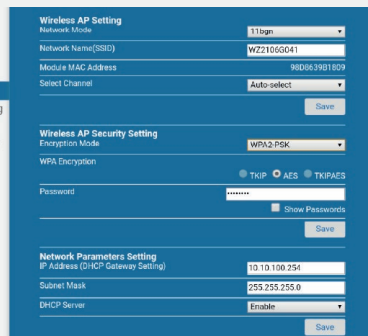 Wireless AP Setting
Network Mode 11bgn
Network Name(SSID) WZ2106G041
Module MAC Address 98D8639B1809
Select Channel Auto-select
Save
Wireless AP Security Setting
Encryption Mode WPA2-PSK
WPA Encryption
TKIP AES TKIPAES
Password ••••••••
Show Passwords
Save
Network Parameters Setting
IP Address (DHCP Gateway Setting) 10.10.100.254
Subnet Mask 255.255.255.0
DHCP Server Enable
Save